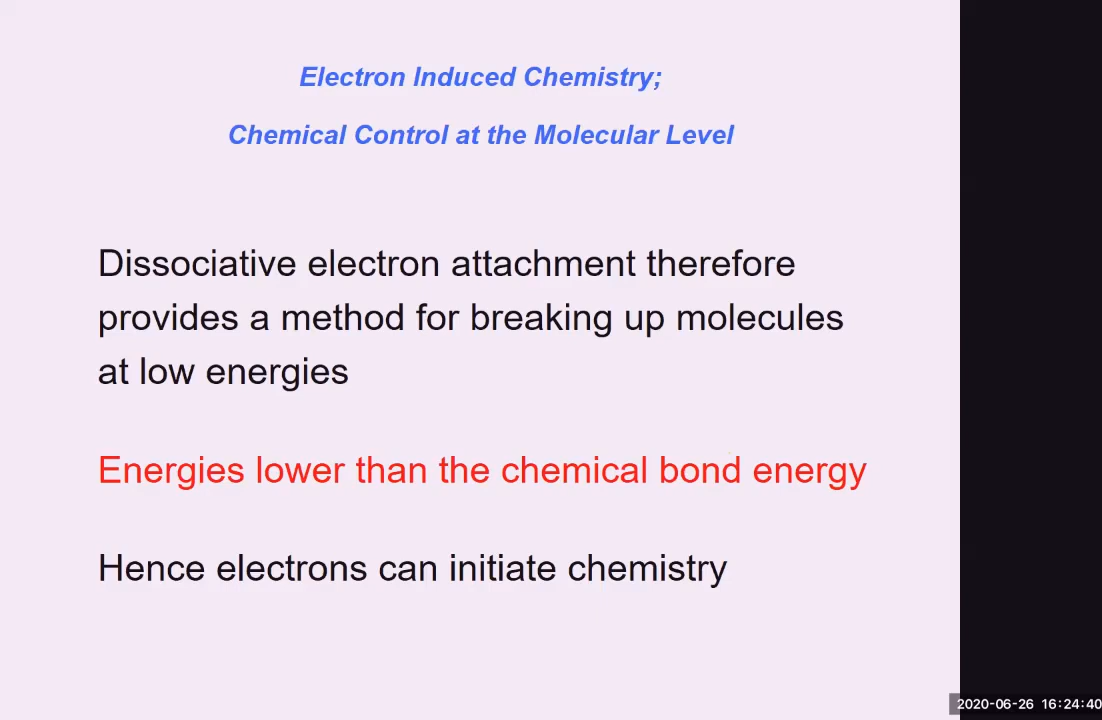 Electron Induced Chemistry;
Chemical Control at the Molecular Level
Dissociative electron attachment therefore
provides a method for breaking up molecules
at low energies
Energies lower than the chemical bond energy
Hence electrons can initiate chemistry
2020-06-26 16:24:40